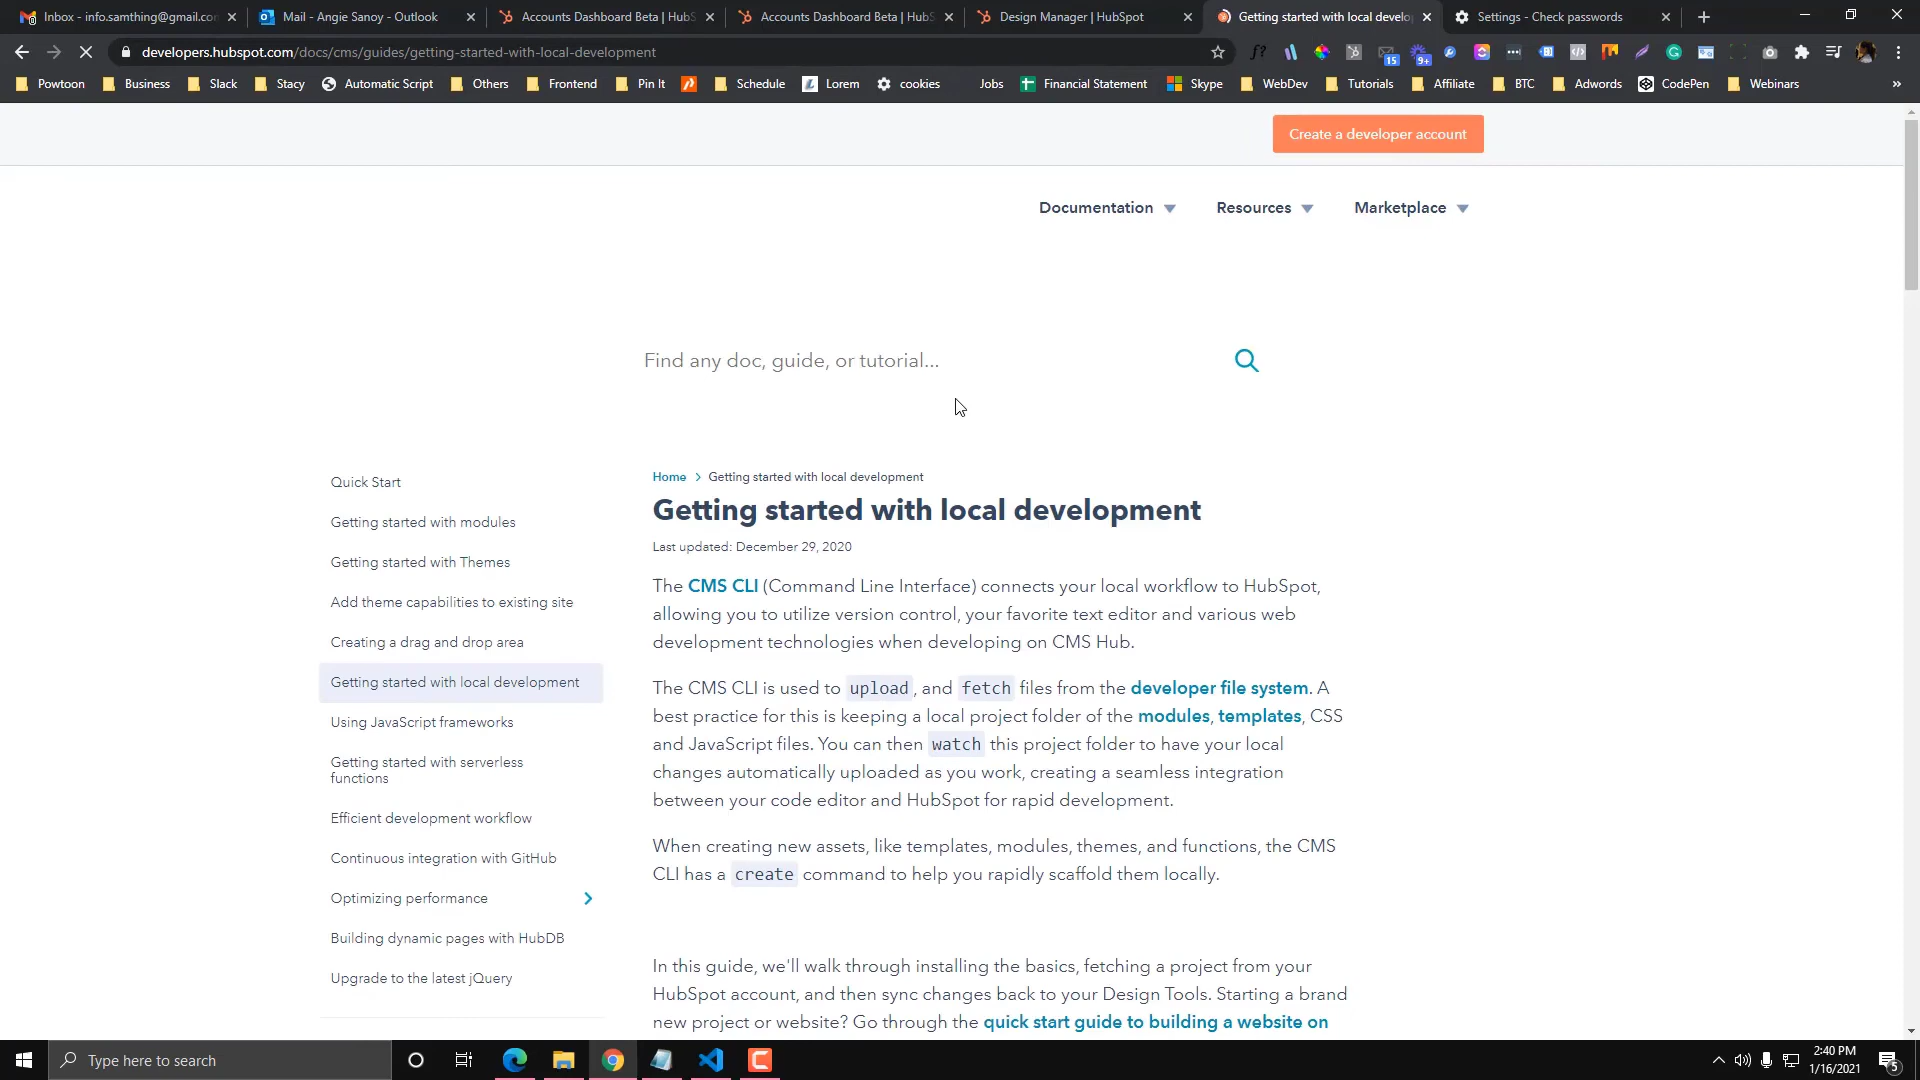 Inbox - info.samthing@gmail.cor
Mail - Angie Sanoy - Outlook
Accounts Dashboard Beta | HubS
Accounts Dashboard Beta | HubS
Design Manager | HubSpot
Getting started with local develo
Settings - Check passwords
developers.hubspot.com/docs/cms/guides/getting-started-with-local-development
15
9+
Powtoon
Business
Slack
Stacy
Automatic Script
Others
Frontend
Pin It
Schedule
Lorem
cookies
Jobs
Financial Statement
Skype
WebDev
Tutorials
Affiliate
BTC
Adwords
CodePen
Webinars
»
Create a developer account
Documentation
Resources
Marketplace
Find any doc, guide, or tutorial...
Quick Start
Getting started with modules
Getting started with Themes
Add theme capabilities to existing site
Creating a drag and drop area
Getting started with local development
Using JavaScript frameworks
Getting started with serverless
functions
Efficient development workflow
Continuous integration with GitHub
Optimizing performance
Building dynamic pages with HubDB
Upgrade to the latest jQuery
Home > Getting started with local development
Getting started with local development
Last updated: December 29, 2020
The CMS CLI (Command Line Interface) connects your local workflow to HubSpot,
allowing you to utilize version control, your favorite text editor and various web
development technologies when developing on CMS Hub.
The CMS CLI is used to upload, and fetch files from the developer file system. A
best practice for this is keeping a local project folder of the modules, templates, CSS
and JavaScript files. You can then watch this project folder to have your local
changes automatically uploaded as you work, creating a seamless integration
between your code editor and HubSpot for rapid development.
When creating new assets, like templates, modules, themes, and functions, the CMS
CLI has a create command to help you rapidly scaffold them locally.
In this guide, we'll walk through installing the basics, fetching a project from your
HubSpot account, and then sync changes back to your Design Tools. Starting a brand
new project or website? Go through the quick start guide to building a website on
Type here to search
2:40 PM
1/16/2021
5